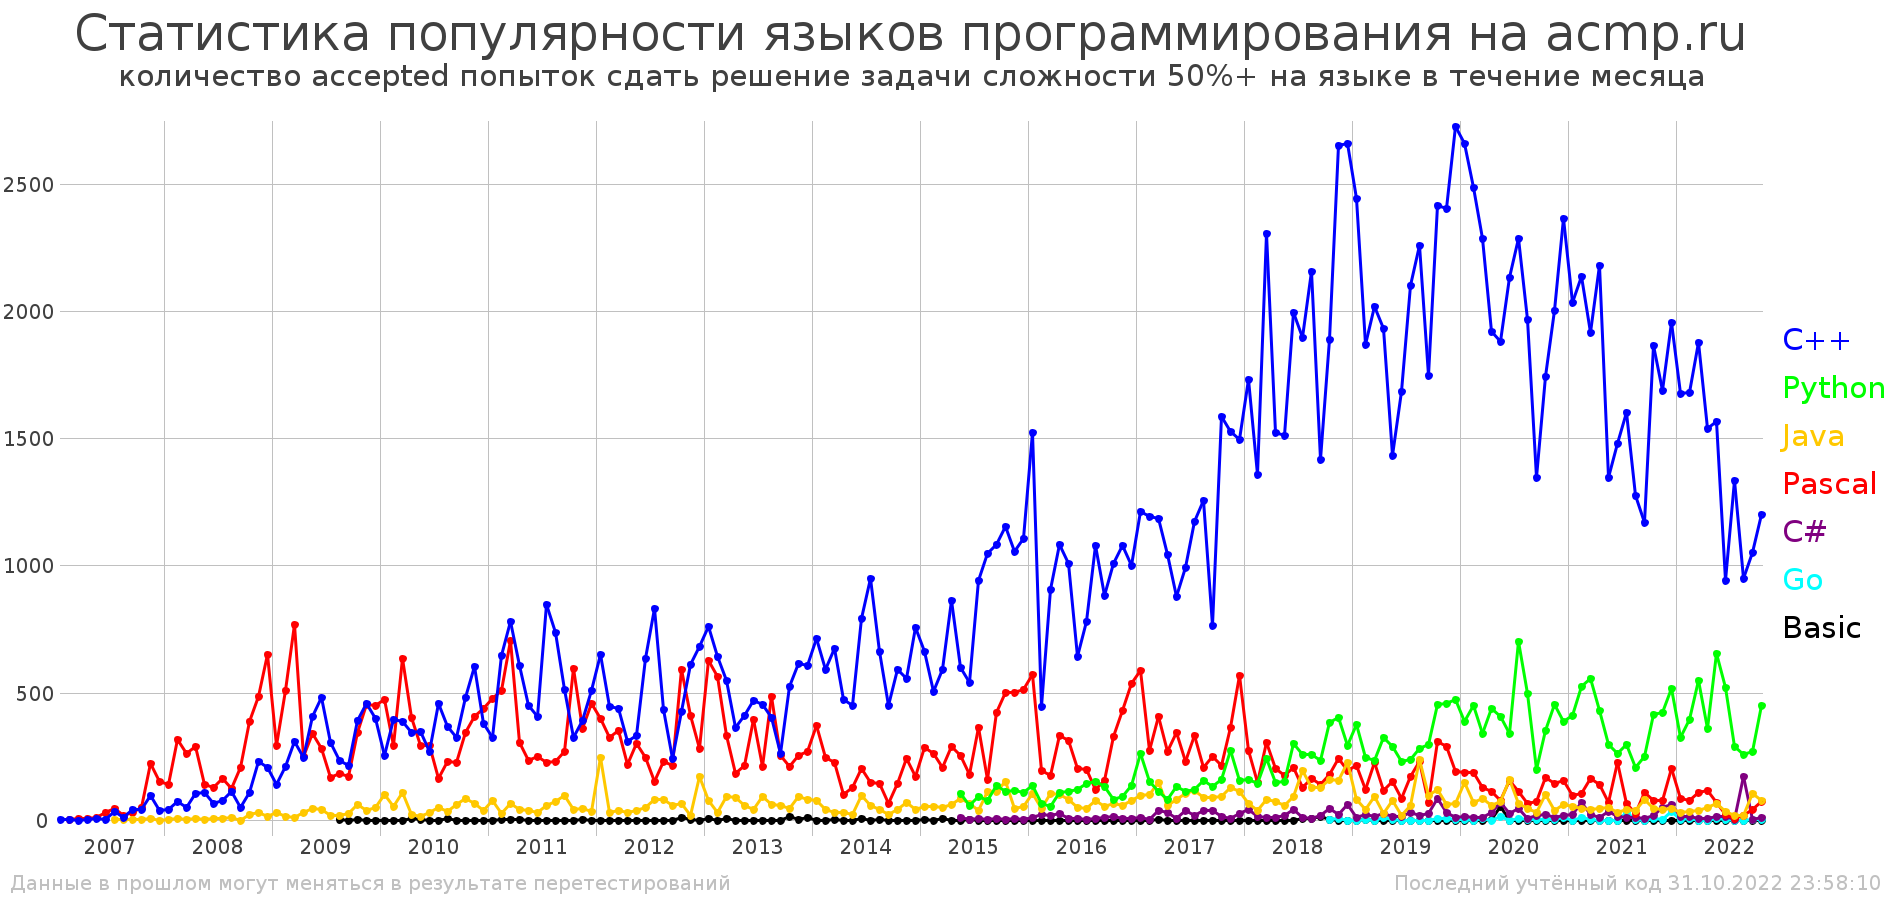 Статистика популярности языков программирования на acmp.ru
количество accepted попыток сдать решение задачи сложности 50%+ на языке в течение месяца
2500
2000
1500
1000
500
0
C++
Python
Java
Pascal
C#
Go
Basic
2007 2008 2009 2010 2011 2012 2013 2014 2015 2016 2017 2018 2019 2020 2021 2022
Данные в прошлом могут меняться в результате перетестирований
Последний учтённый код 31.10.2022 23:58:10